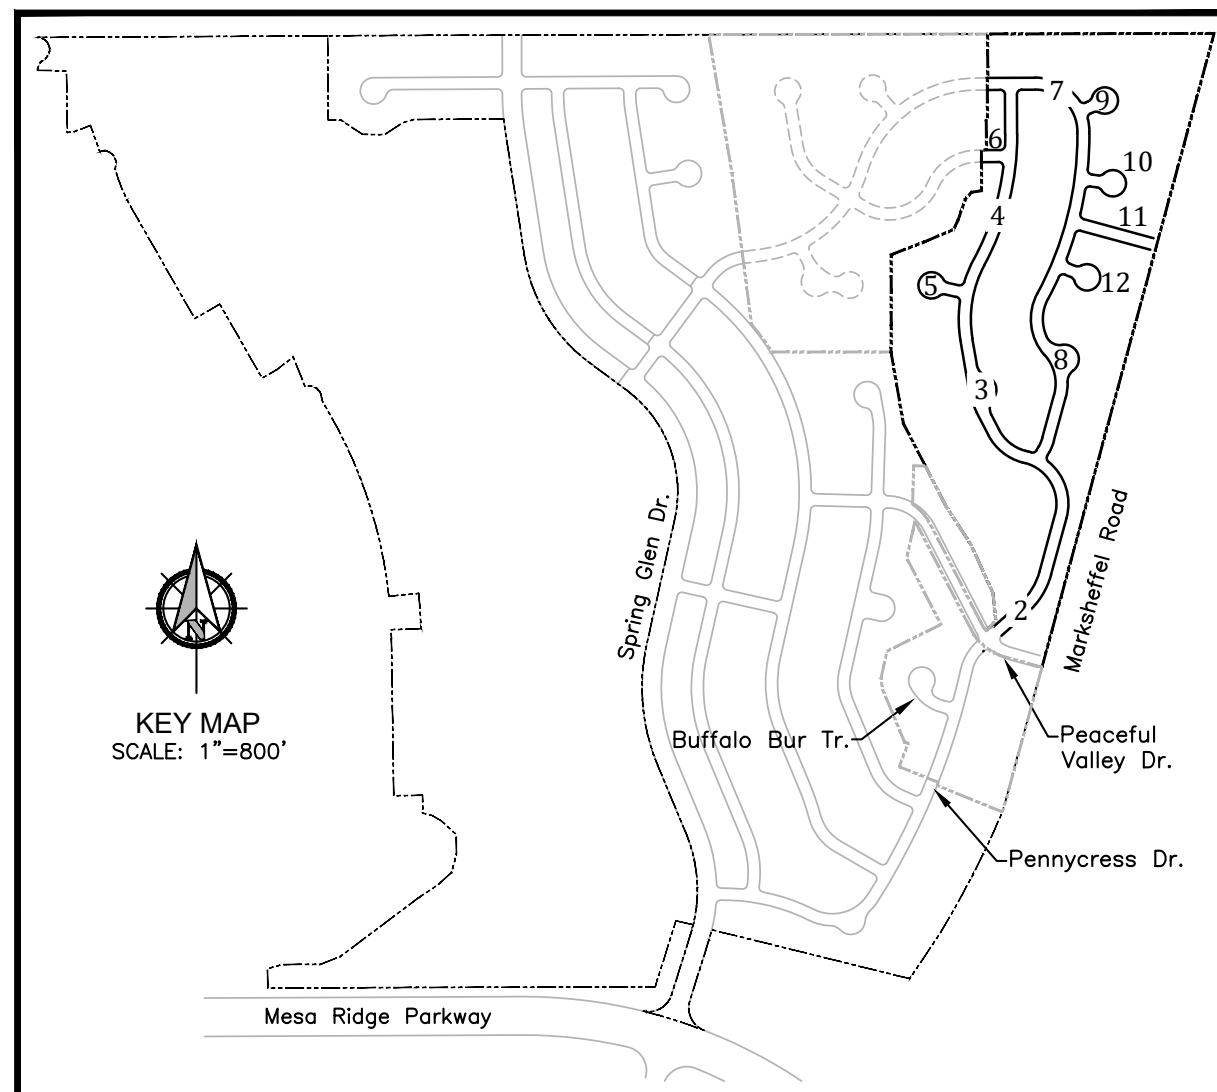 7
9
6
10
4
11
5
12
8
3
Spring Glen Dr.
Marksheffel Road
2
N
KEY MAP
SCALE: 1"=800'
Buffalo Bur Tr.
Peaceful
Valley Dr.
Pennycress Dr.
Mesa Ridge Parkway